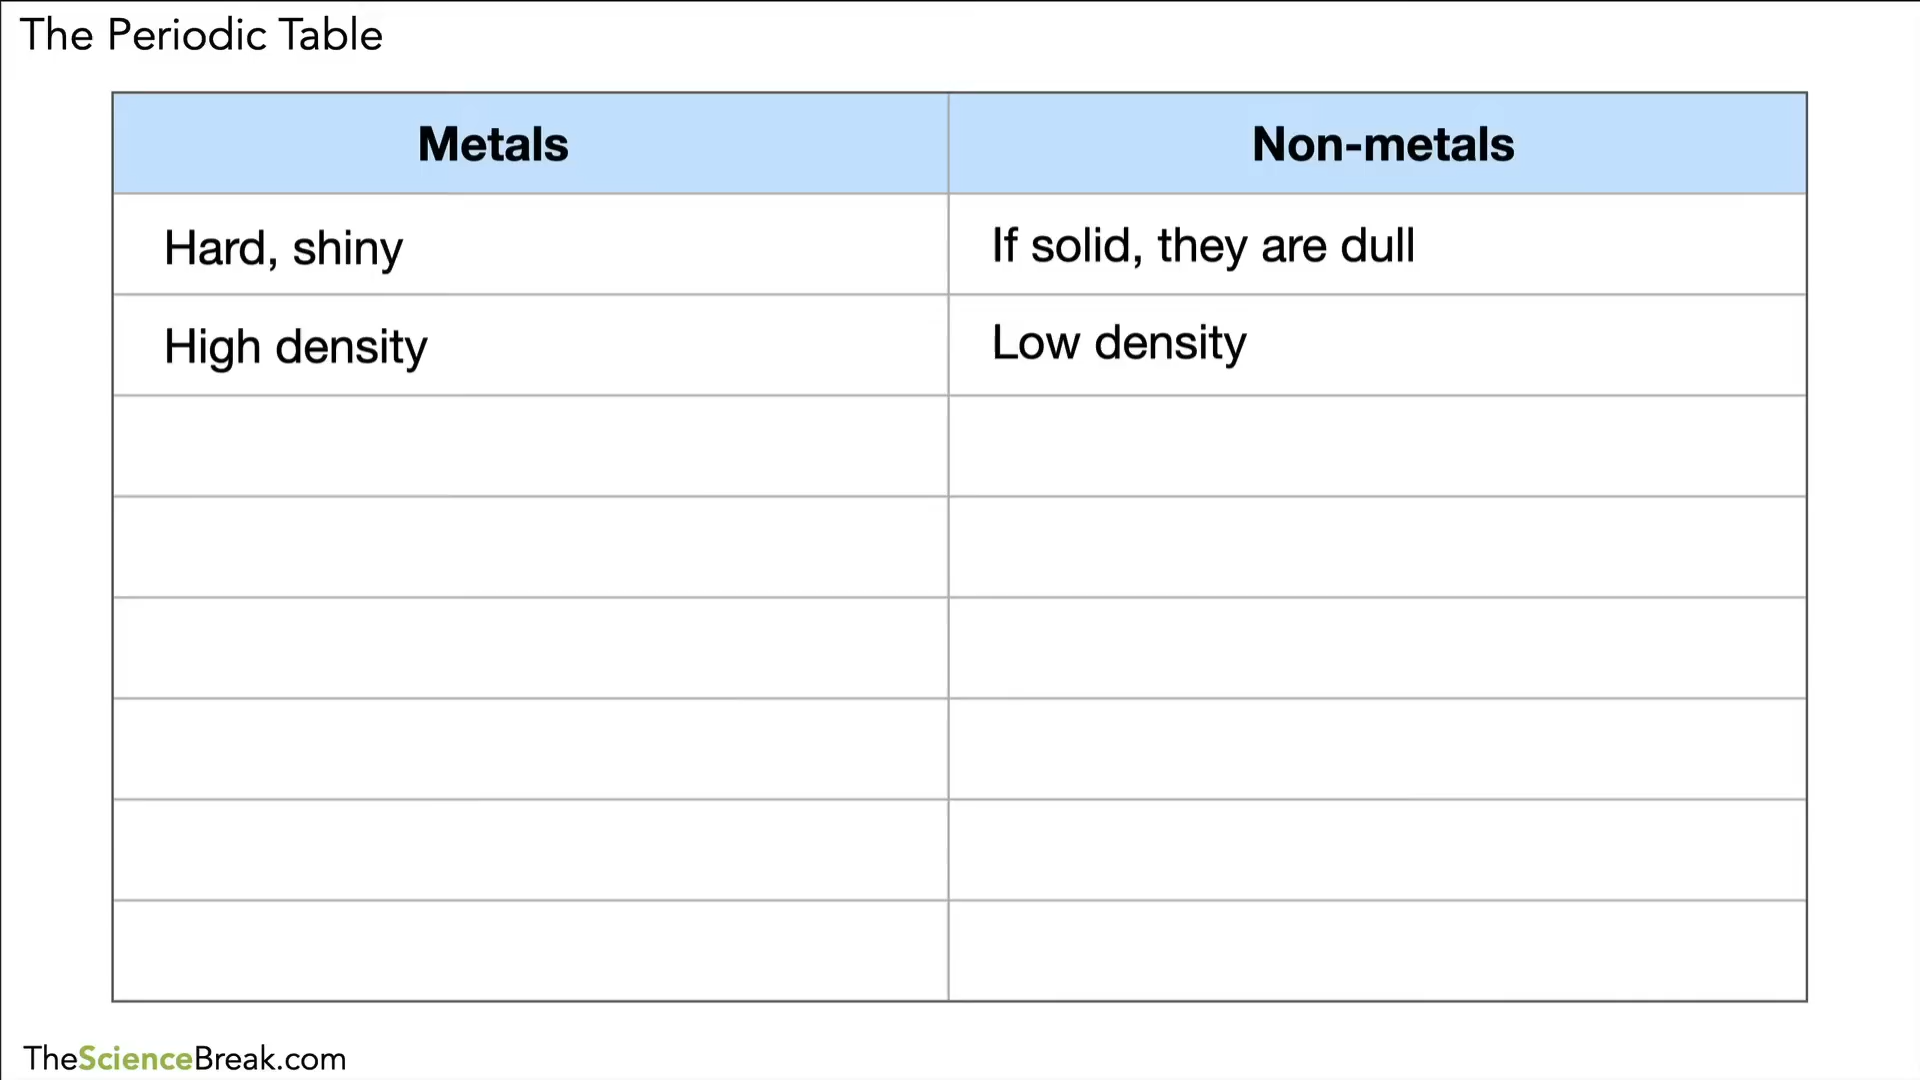 The Periodic Table
Metals Non-metals
Hard, shiny If solid, they are dull
High density Low density
TheScienceBreak.com